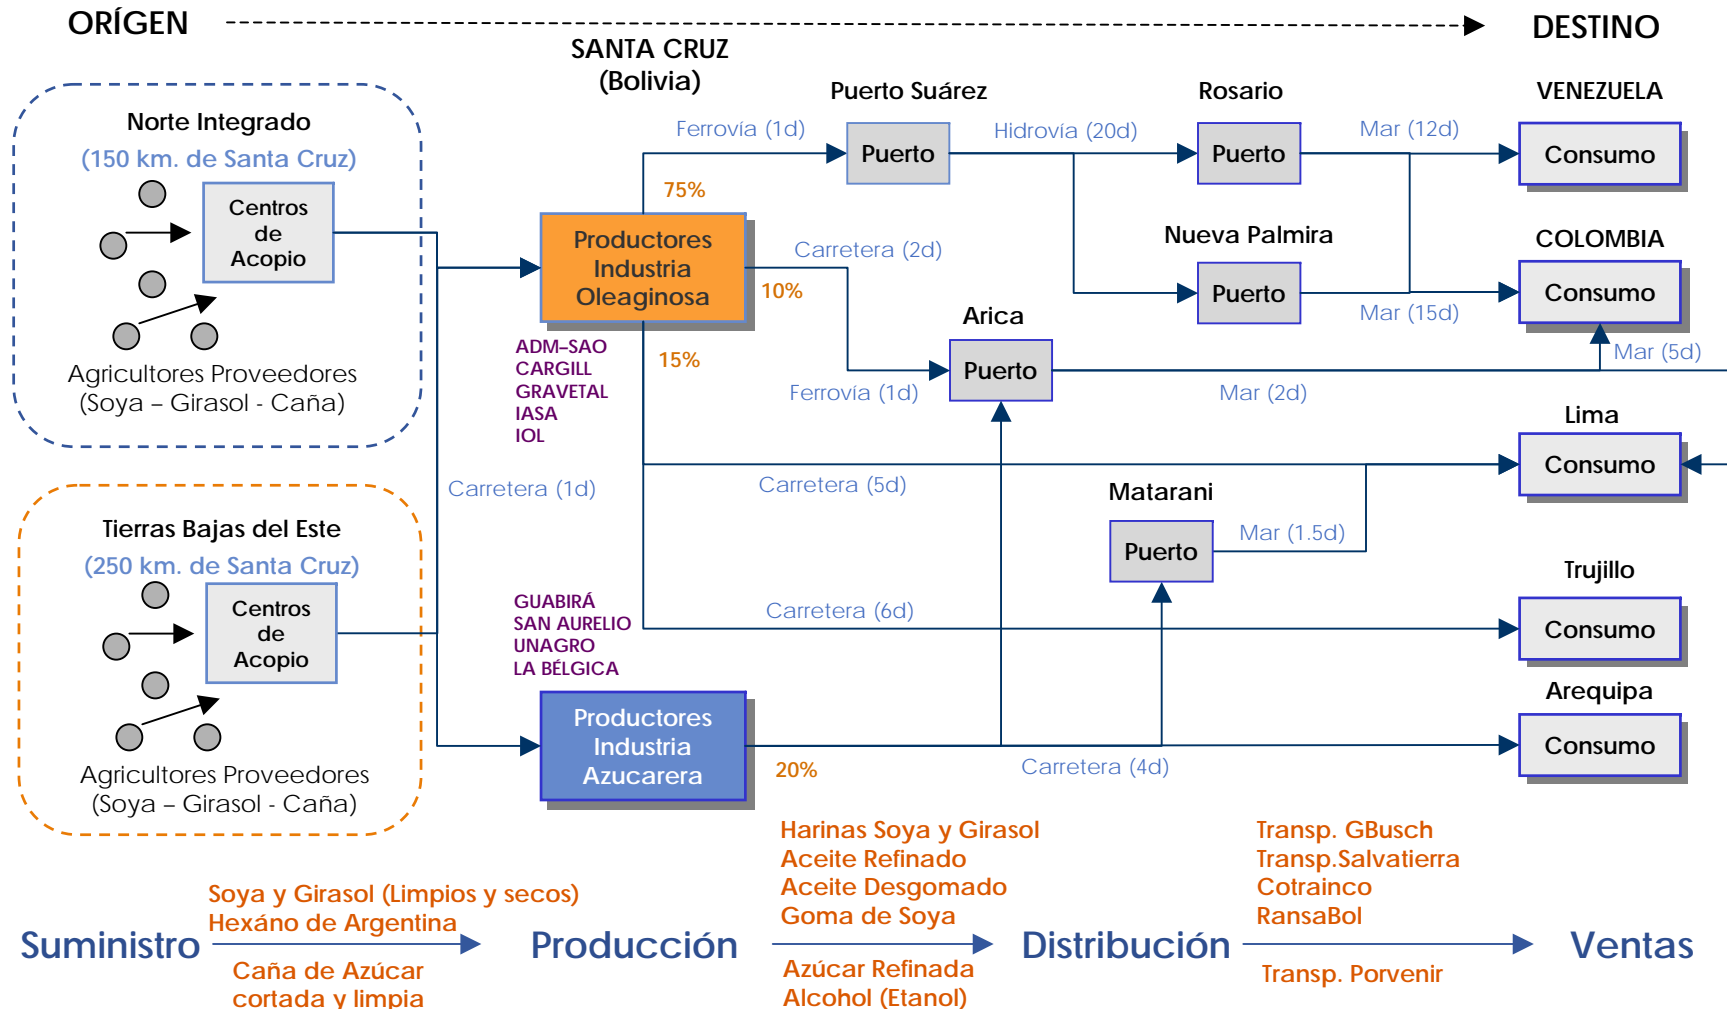 ORÍGEN
DESTINO
SANTA CRUZ
(Bolivia)
Norte Integrado
(150 km. de Santa Cruz)
Centros
de
Acopio
Agricultores Proveedores
(Soya – Girasol - Caña)
Tierras Bajas del Este
(250 km. de Santa Cruz)
Centros
de
Acopio
Agricultores Proveedores
(Soya – Girasol - Caña)
Carretera (1d)
Productores
Industria
Oleaginosa
75%
10%
15%
ADM–SAO
CARGILL
GRAVETAL
IASA
IOL
GUABIRÁ
SAN AURELIO
UNAGRO
LA BÉLGICA
Productores
Industria
Azucarera
20%
Ferrovía (1d)
Puerto Suárez
Puerto
Hidrovía (20d)
Rosario
Puerto
Mar (12d)
VENEZUELA
Consumo
Nueva Palmira
Puerto
Mar (15d)
COLOMBIA
Consumo
Carretera (2d)
Ferrovía (1d)
Arica
Puerto
Mar (2d)
Mar (5d)
Lima
Consumo
Carretera (5d)
Matarani
Puerto
Mar (1.5d)
Trujillo
Consumo
Carretera (6d)
Arequipa
Consumo
Carretera (4d)
Suministro
Soya y Girasol (Limpios y secos)
Hexáno de Argentina
Caña de Azúcar
cortada y limpia
Producción
Harinas Soya y Girasol
Aceite Refinado
Aceite Desgomado
Goma de Soya
Azúcar Refinada
Alcohol (Etanol)
Distribución
Transp. GBusch
Transp.Salvatierra
Cotrainco
RansaBol
Transp. Porvenir
Ventas